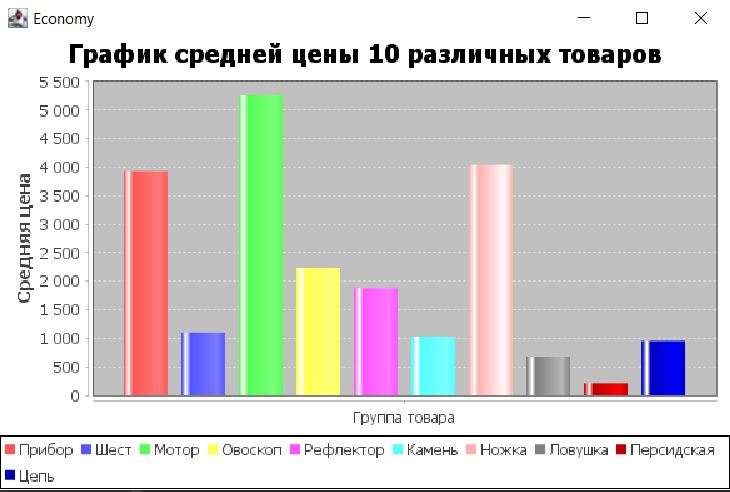 Economy
График средней цены 10 различных товаров
Средняя цена
5 500
5 000
4 500
4 000
3 500
3 000
2 500
2 000
1 500
1 000
500
0
Группа товара
Прибор Шест Мотор Овоскоп Рефлектор Камень Ножка Ловушка Персидская
Цепь